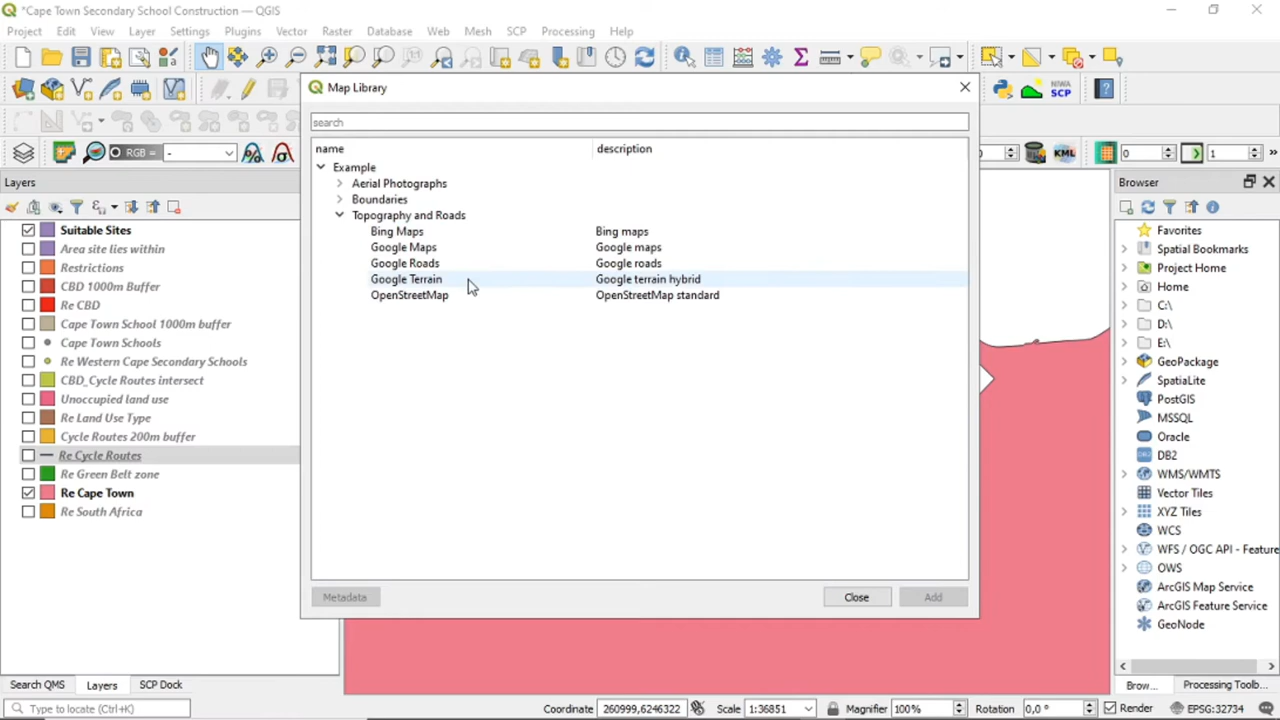 *Cape Town Secondary School Construction — QGIS
Project Edit View Layer Settings Plugins Vector Raster Database Web Mesh SCP Processing Help
Map Library
NIWA
SCP
search
RGB = -
KML
0
1
»
name description
Layers
Browser
Example
Aerial Photographs
Boundaries
Topography and Roads
Bing Maps Bing maps
Google Maps Google maps
Google Roads Google roads
Google Terrain Google terrain hybrid
OpenStreetMap OpenStreetMap standard
Suitable Sites
Area site lies within
Restrictions
CBD 1000m Buffer
Re CBD
Cape Town School 1000m buffer
Cape Town Schools
Re Western Cape Secondary Schools
CBD_Cycle Routes intersect
Unoccupied land use
Re Land Use Type
Cycle Routes 200m buffer
Re Cycle Routes
Re Green Belt zone
Re Cape Town
Re South Africa
Favorites
Spatial Bookmarks
Project Home
Home
C:\
D:\
E:\
GeoPackage
SpatiaLite
PostGIS
MSSQL
Oracle
DB2
WMS/WMTS
Vector Tiles
XYZ Tiles
WCS
WFS / OGC API - Feature
OWS
ArcGIS Map Service
ArcGIS Feature Service
GeoNode
Metadata Close Add
Search QMS Layers SCP Dock
Brow... Processing Toolb...
Type to locate (Ctrl+K) Coordinate 260999,6246322 Scale 1:36851 Magnifier 100% Rotation 0,0 ° Render EPSG:32734